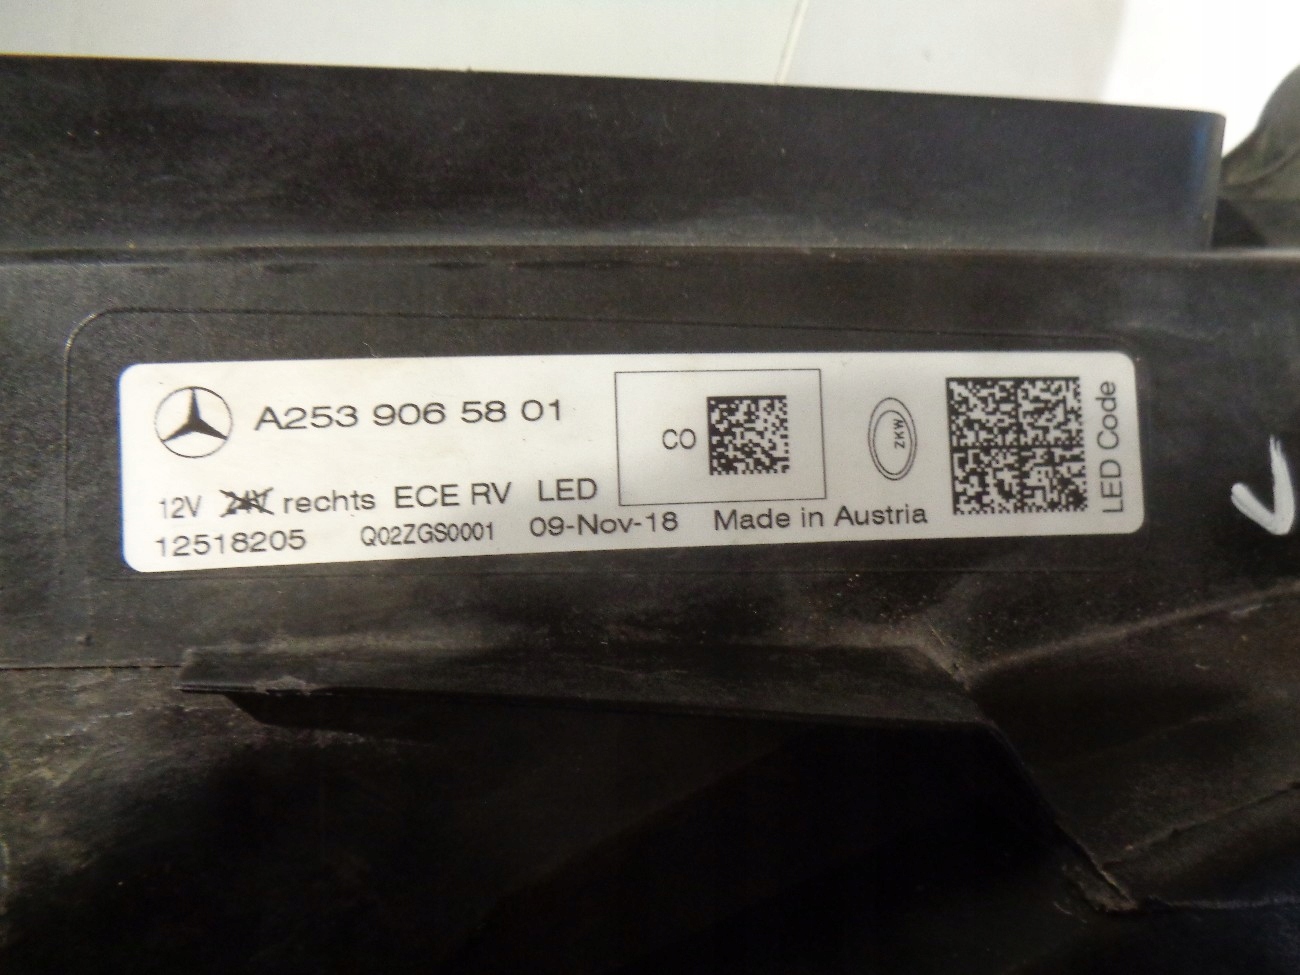 A253 906 58 01
CO
ZKW
LED Code
12V 24V rechts ECE RV LED
12518205 Q02ZGS0001 09-Nov-18 Made in Austria
V